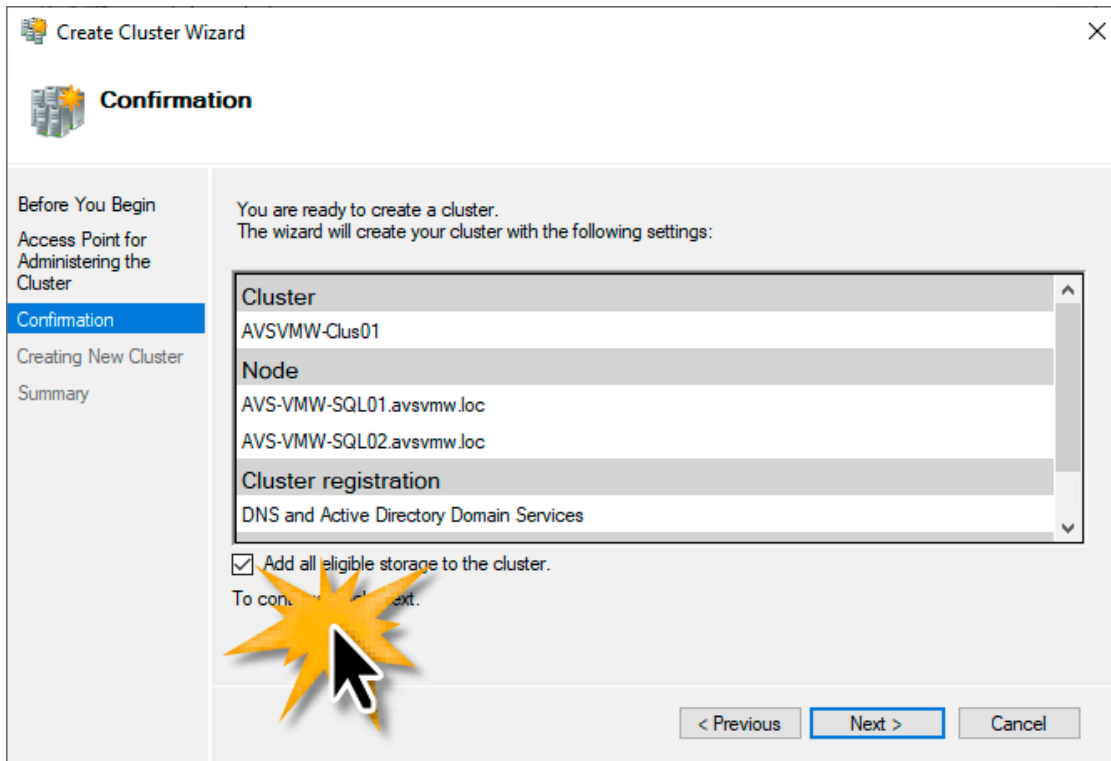 Create Cluster Wizard
Confirmation
Before You Begin
Access Point for
Administering the
Cluster
Confirmation
Creating New Cluster
Summary
You are ready to create a cluster.
The wizard will create your cluster with the following settings:
Cluster
AVSVMW-Clus01
Node
AVS-VMW-SQL01.avsvmw.loc
AVS-VMW-SQL02.avsvmw.loc
Cluster registration
DNS and Active Directory Domain Services
Add all eligible storage to the cluster.
To
< Previous
Next >
Cancel